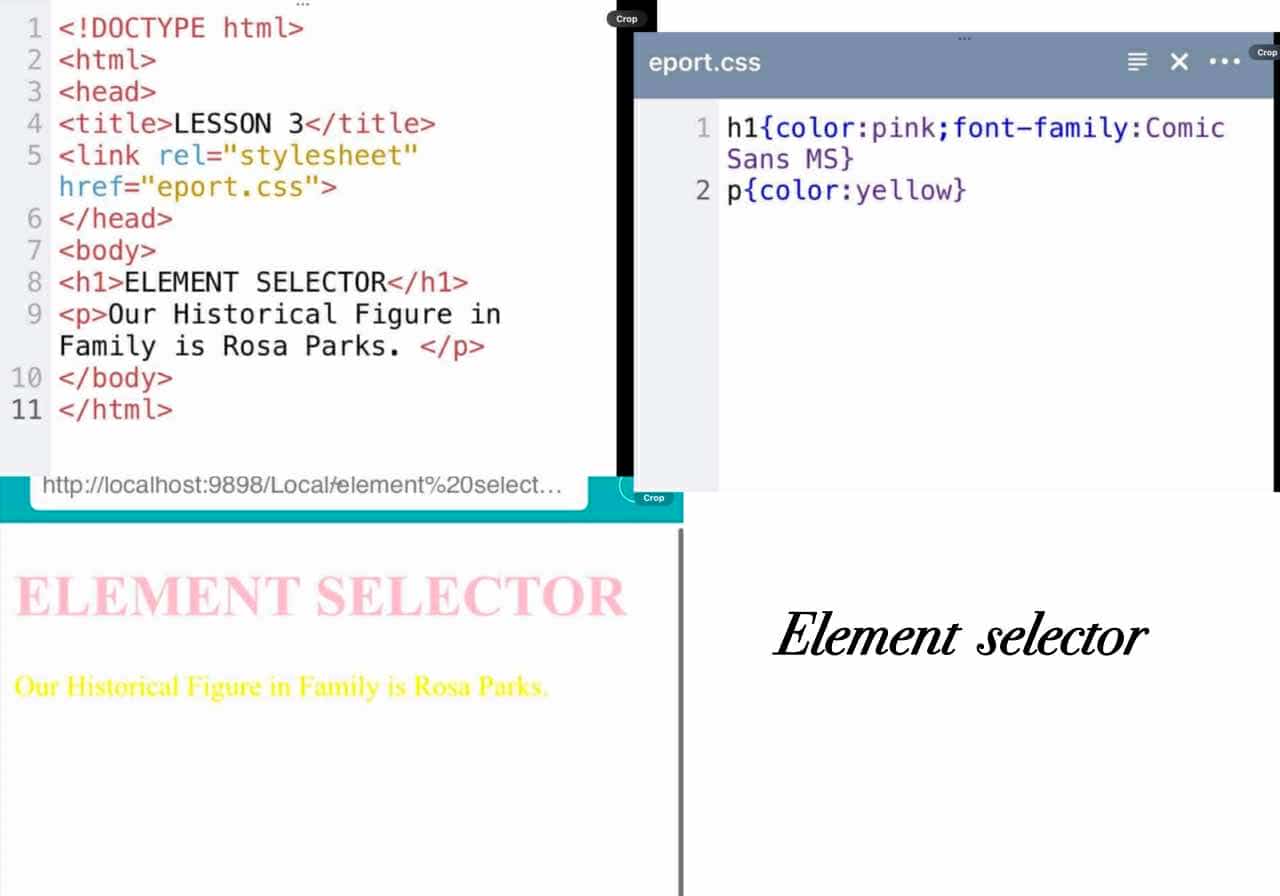 Crop
1 <!DOCTYPE html>
2 <html>
3 <head>
4 <title>LESSON 3</title>
5 <link rel="stylesheet"
href="eport.css">
6 </head>
7 <body>
8 <h1>ELEMENT SELECTOR</h1>
9 <p>Our Historical Figure in
Family is Rosa Parks. </p>
10 </body>
11 </html>
Crop
eport.css
1 h1{color:pink;font-family:Comic
Sans MS}
2 p{color:yellow}
http://localhost:9898/Local/element%20select...
Crop
ELEMENT SELECTOR
Our Historical Figure in Family is Rosa Parks.
Element selector